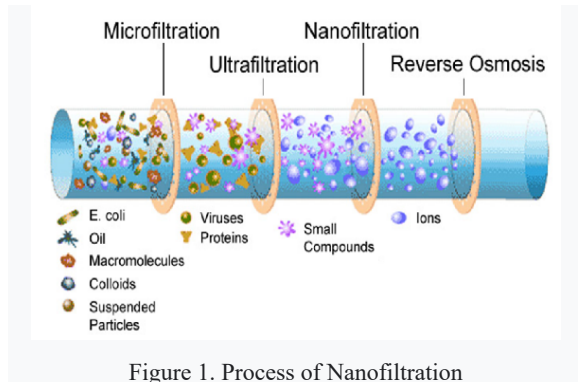 Microfiltration
Nanofiltration
Ultrafiltration
Reverse Osmosis
E. coli
Oil
Macromolecules
Colloids
Suspended
Particles
Viruses
Proteins
Small
Compounds
Ions
Figure 1. Process of Nanofiltration